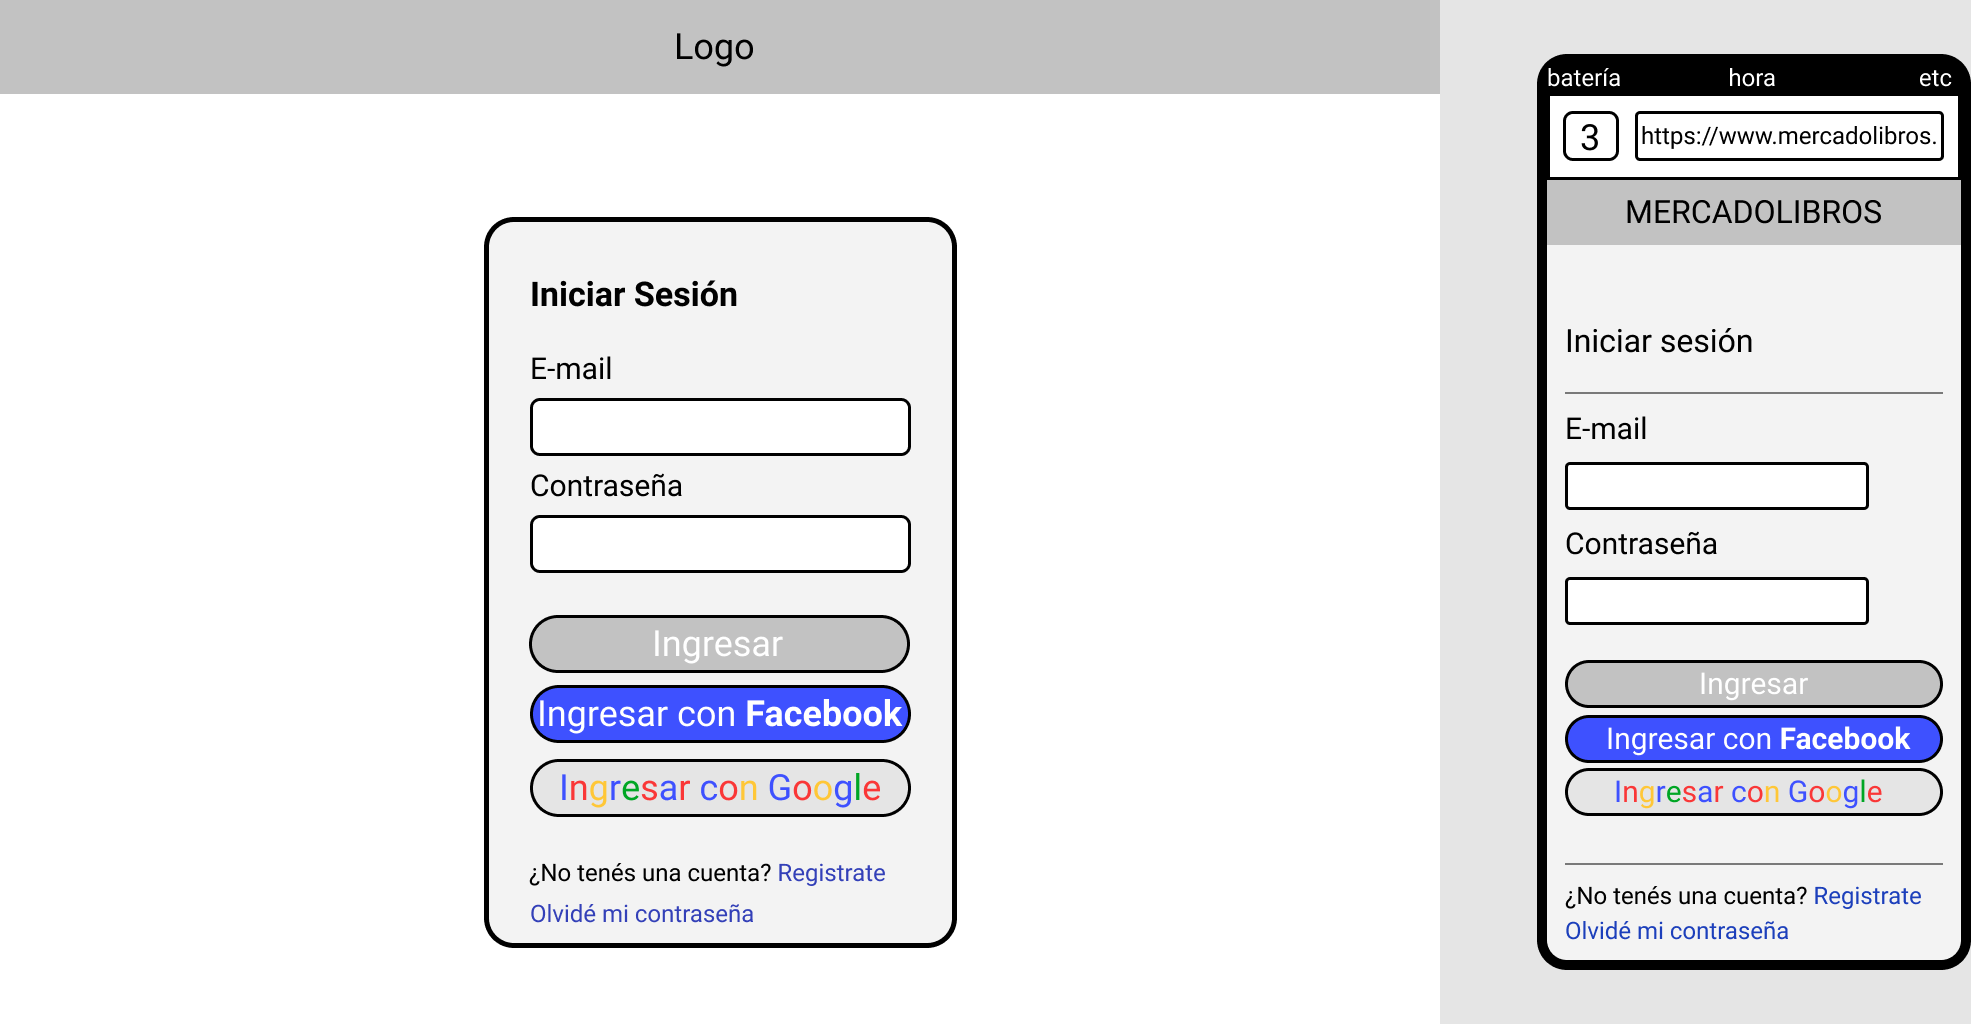 Logo
Iniciar Sesión
E-mail
Contraseña
Ingresar
Ingresar con Facebook
Ingresar con Google
¿No tenés una cuenta? Registrate
Olvidé mi contraseña
batería hora etc
3 https://www.mercadolibros.
MERCADOLIBROS
Iniciar sesión
E-mail
Contraseña
Ingresar
Ingresar con Facebook
Ingresar con Google
¿No tenés una cuenta? Registrate
Olvidé mi contraseña